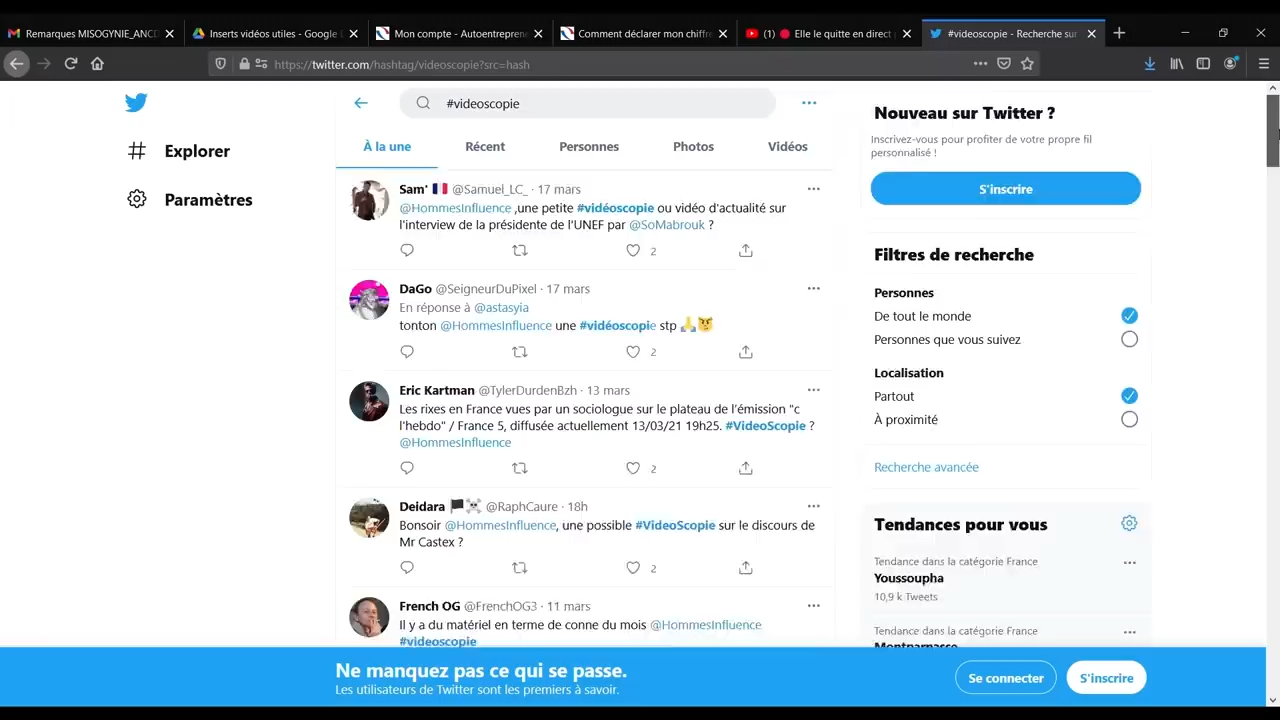 Remarques MISOGYNIE_ANCD
Inserts vidéos utiles - Google D
Mon compte - Autoentreprene
Comment déclarer mon chiffre
(1) Elle le quitte en direct
#videoscopie - Recherche sur
https://twitter.com/hashtag/videoscopie?src=hash
Explorer
Paramètres
#videoscopie
À la une
Récent
Personnes
Photos
Vidéos
Sam' 🇫🇷 @Samuel_LC_ · 17 mars
@HommesInfluence ,une petite #vidéoscopie ou vidéo d'actualité sur
l'interview de la présidente de l'UNEF par @SoMabrouk ?
2
DaGo @SeigneurDuPixel · 17 mars
En réponse à @astasyia
tonton @HommesInfluence une #vidéoscopie stp 🙏😼
2
Eric Kartman @TylerDurdenBzh · 13 mars
Les rixes en France vues par un sociologue sur le plateau de l'émission "c
l'hebdo" / France 5, diffusée actuellement 13/03/21 19h25. #VideoScopie ?
@HommesInfluence
2
Deidara 🏴☠️ @RaphCaure · 18h
Bonsoir @HommesInfluence, une possible #VideoScopie sur le discours de
Mr Castex ?
2
French OG @FrenchOG3 · 11 mars
Il y a du matériel en terme de conne du mois @HommesInfluence
#videoscopie
Nouveau sur Twitter ?
Inscrivez-vous pour profiter de votre propre fil
personnalisé !
S'inscrire
Filtres de recherche
Personnes
De tout le monde
Personnes que vous suivez
Localisation
Partout
À proximité
Recherche avancée
Tendances pour vous
Tendance dans la catégorie France
Youssoupha
10,9 k Tweets
Tendance dans la catégorie France
Montparnasse
Ne manquez pas ce qui se passe.
Les utilisateurs de Twitter sont les premiers à savoir.
Se connecter
S'inscrire